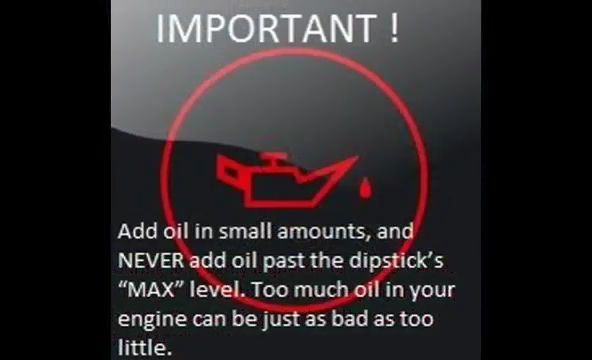 IMPORTANT !
Add oil in small amounts, and
NEVER add oil past the dipstick's
“MAX” level. Too much oil in your
engine can be just as bad as too
little.